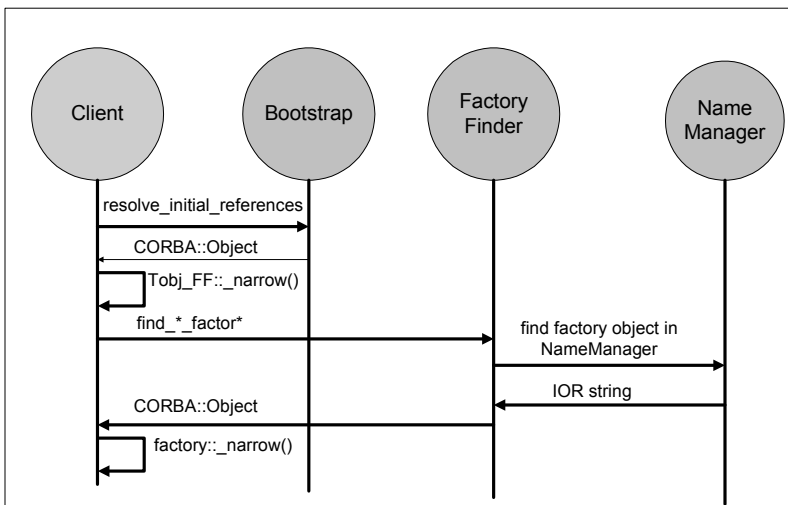 Client
Bootstrap
Factory
Finder
Name
Manager
resolve_initial_references
CORBA::Object
Tobj_FF::_narrow()
find_*_factor*
find factory object in
NameManager
IOR string
CORBA::Object
factory::_narrow()